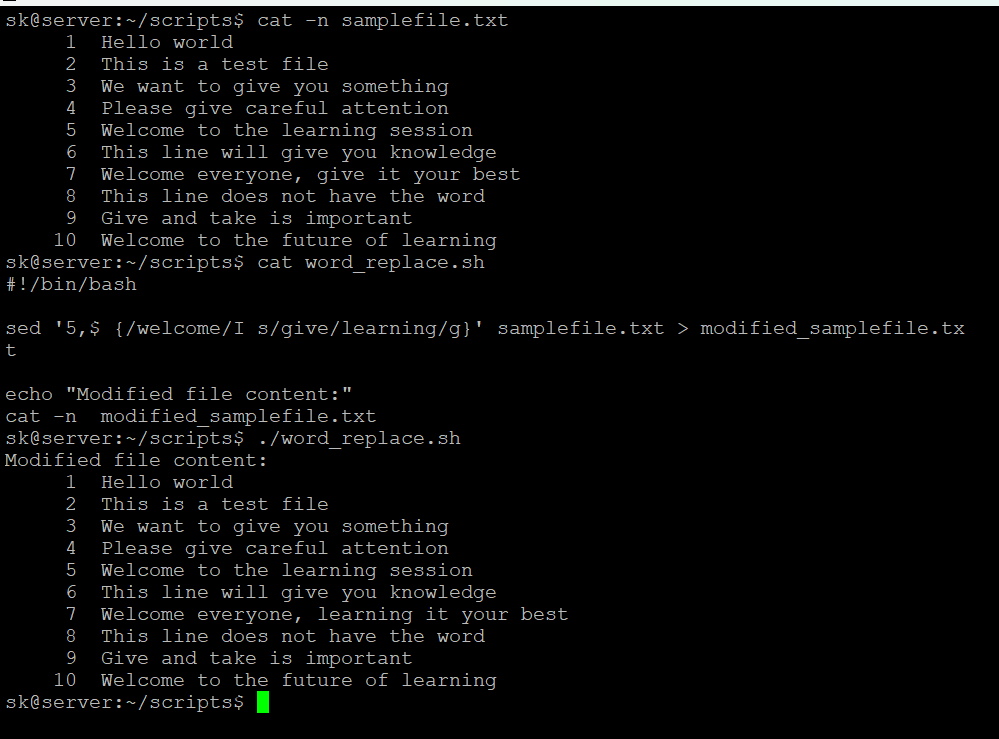 sk@server:~/scripts$ cat -n samplefile.txt
     1  Hello world
     2  This is a test file
     3  We want to give you something
     4  Please give careful attention
     5  Welcome to the learning session
     6  This line will give you knowledge
     7  Welcome everyone, give it your best
     8  This line does not have the word
     9  Give and take is important
    10  Welcome to the future of learning
sk@server:~/scripts$ cat word_replace.sh
#!/bin/bash

sed '5,$ {/welcome/I s/give/learning/g}' samplefile.txt > modified_samplefile.tx
t

echo "Modified file content:"
cat -n  modified_samplefile.txt
sk@server:~/scripts$ ./word_replace.sh
Modified file content:
     1  Hello world
     2  This is a test file
     3  We want to give you something
     4  Please give careful attention
     5  Welcome to the learning session
     6  This line will give you knowledge
     7  Welcome everyone, learning it your best
     8  This line does not have the word
     9  Give and take is important
    10  Welcome to the future of learning
sk@server:~/scripts$